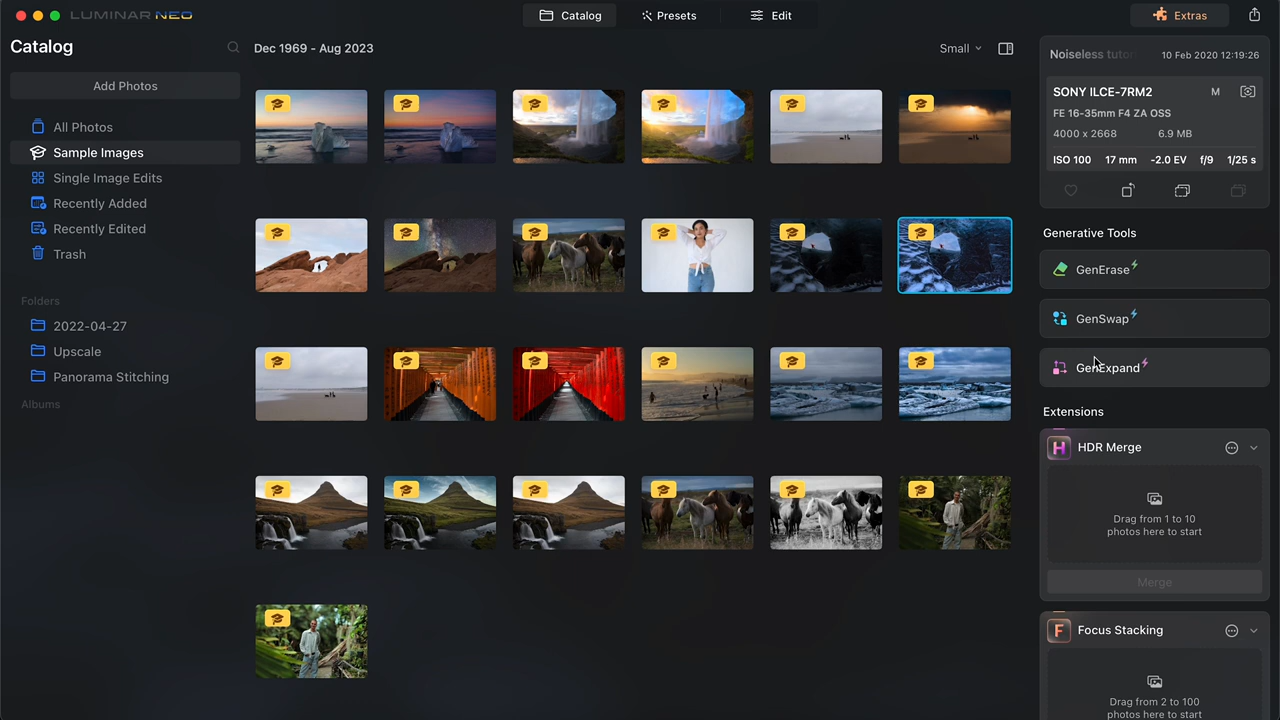 LUMINAR NEO
Catalog
Presets
Edit
Extras
Catalog
Dec 1969 - Aug 2023
Small
Add Photos
All Photos
Sample Images
Single Image Edits
Recently Added
Recently Edited
Trash
Folders
2022-04-27
Upscale
Panorama Stitching
Albums
Noiseless tutor
10 Feb 2020 12:19:26
SONY ILCE-7RM2
M
FE 16-35mm F4 ZA OSS
4000 x 2668
6.9 MB
ISO 100
17 mm
-2.0 EV
f/9
1/25 s
Generative Tools
GenErase
GenSwap
GenExpand
Extensions
H
HDR Merge
Drag from 1 to 10
photos here to start
Merge
F
Focus Stacking
Drag from 2 to 100
photos here to start